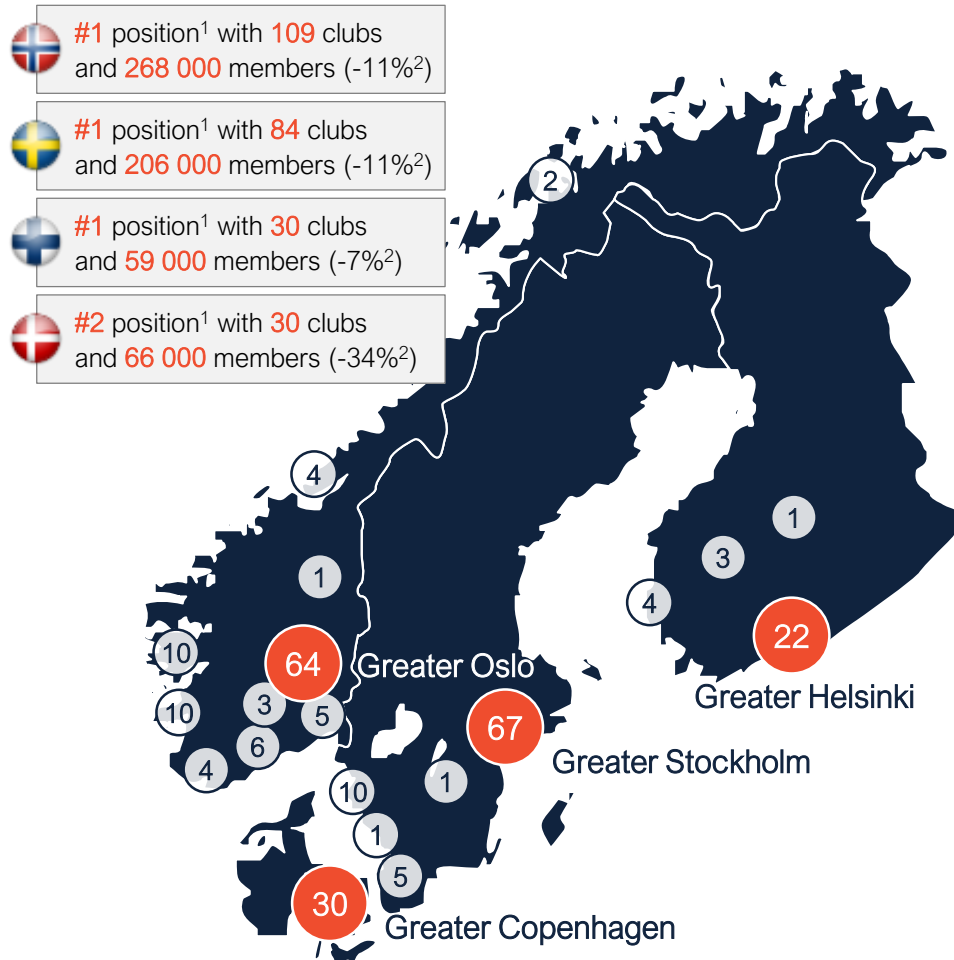 #1 position¹ with 109 clubs
and 268 000 members (-11%²)
#1 position¹ with 84 clubs
and 206 000 members (-11%²)
#1 position¹ with 30 clubs
and 59 000 members (-7%²)
#2 position¹ with 30 clubs
and 66 000 members (-34%²)
2
4
1
3
1
4
10
64
Greater Oslo
22
Greater Helsinki
10
3
5
67
6
Greater Stockholm
4
10
1
1
5
30
Greater Copenhagen